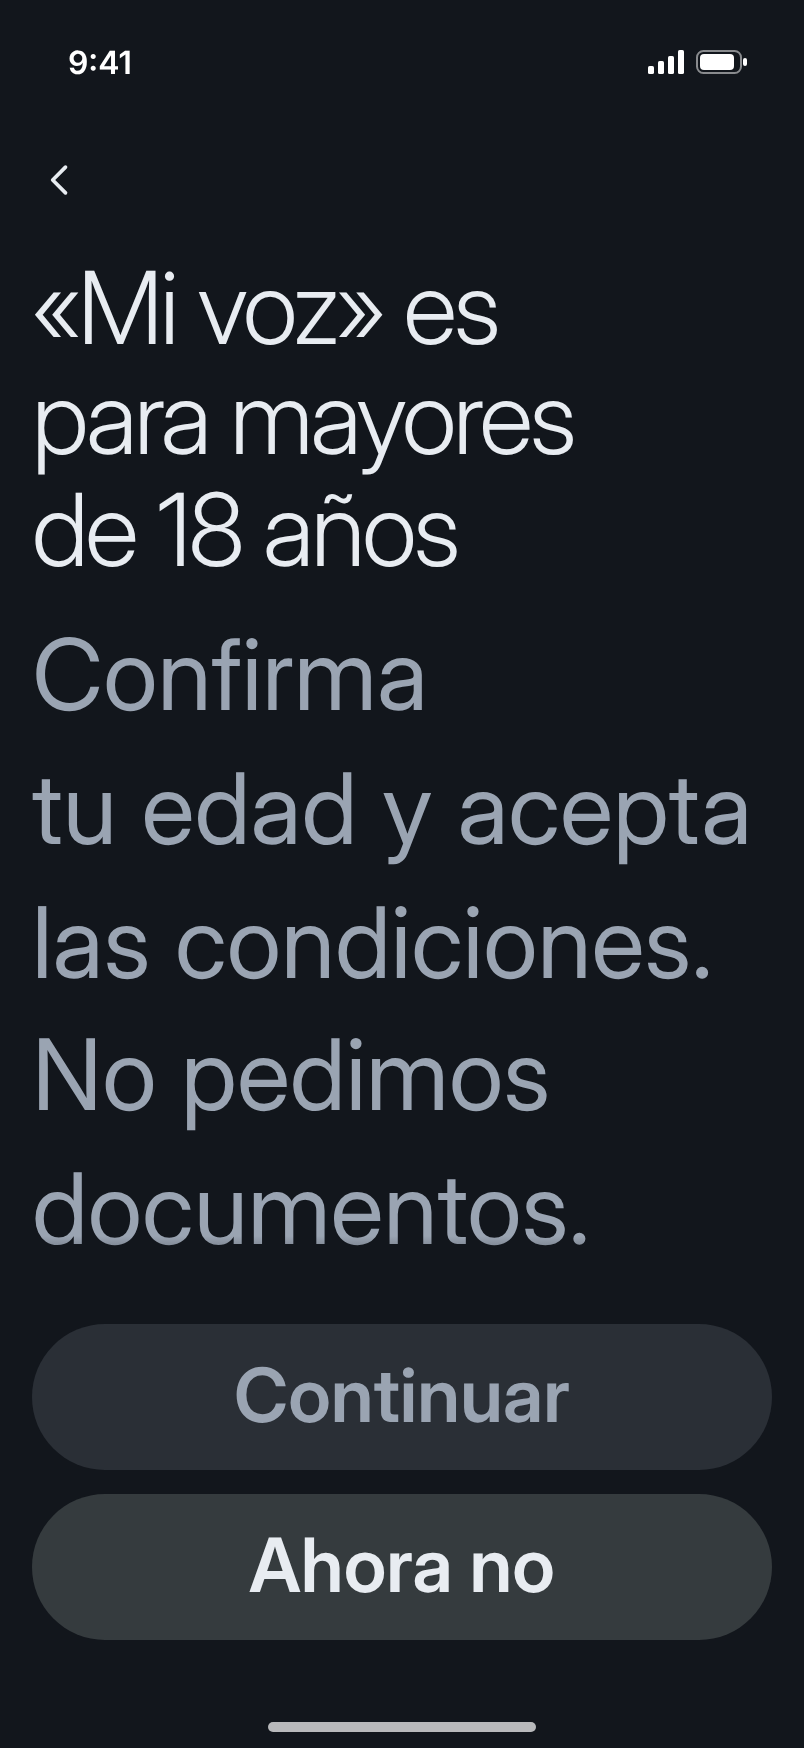 9:41
«Mi voz» es
para mayores
de 18 años
Confirma
tu edad y acepta
las condiciones.
No pedimos
documentos.
Continuar
Ahora no